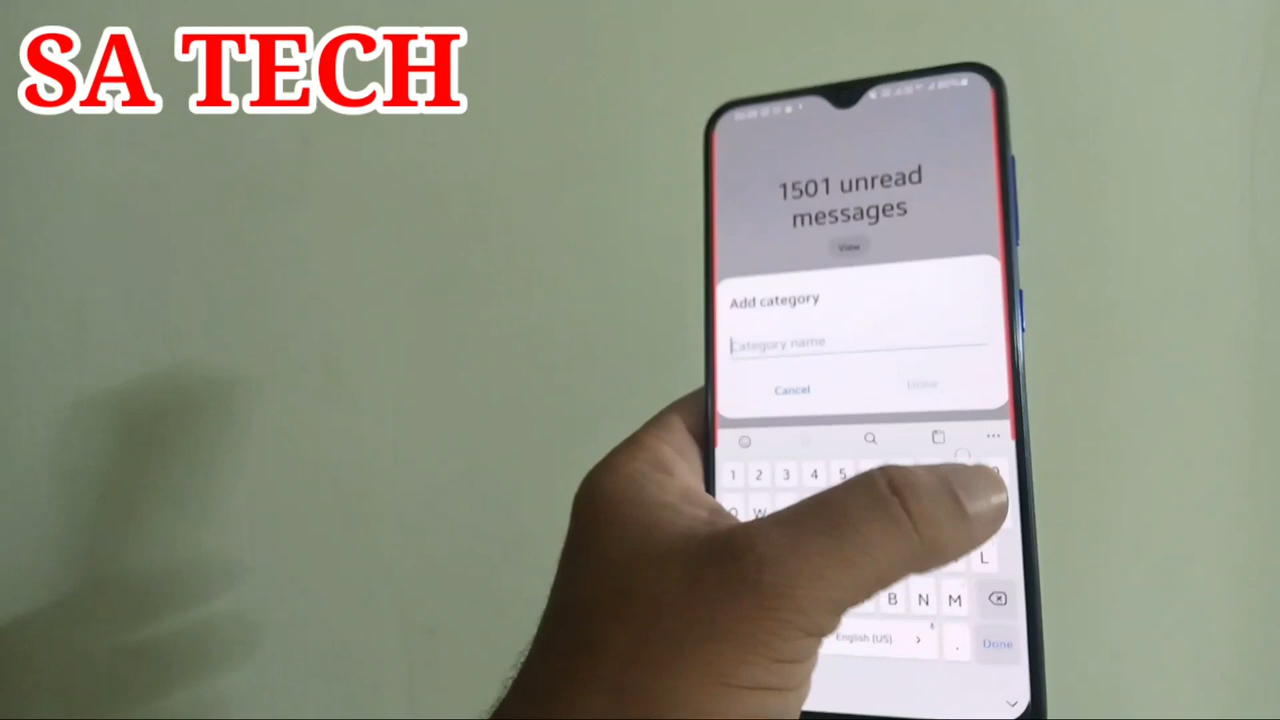 SA TECH
1501 unread
messages
View
Add category
Category name
Cancel
1 2 3 4 5
Q W
L
B N M
English (US)
.
Done